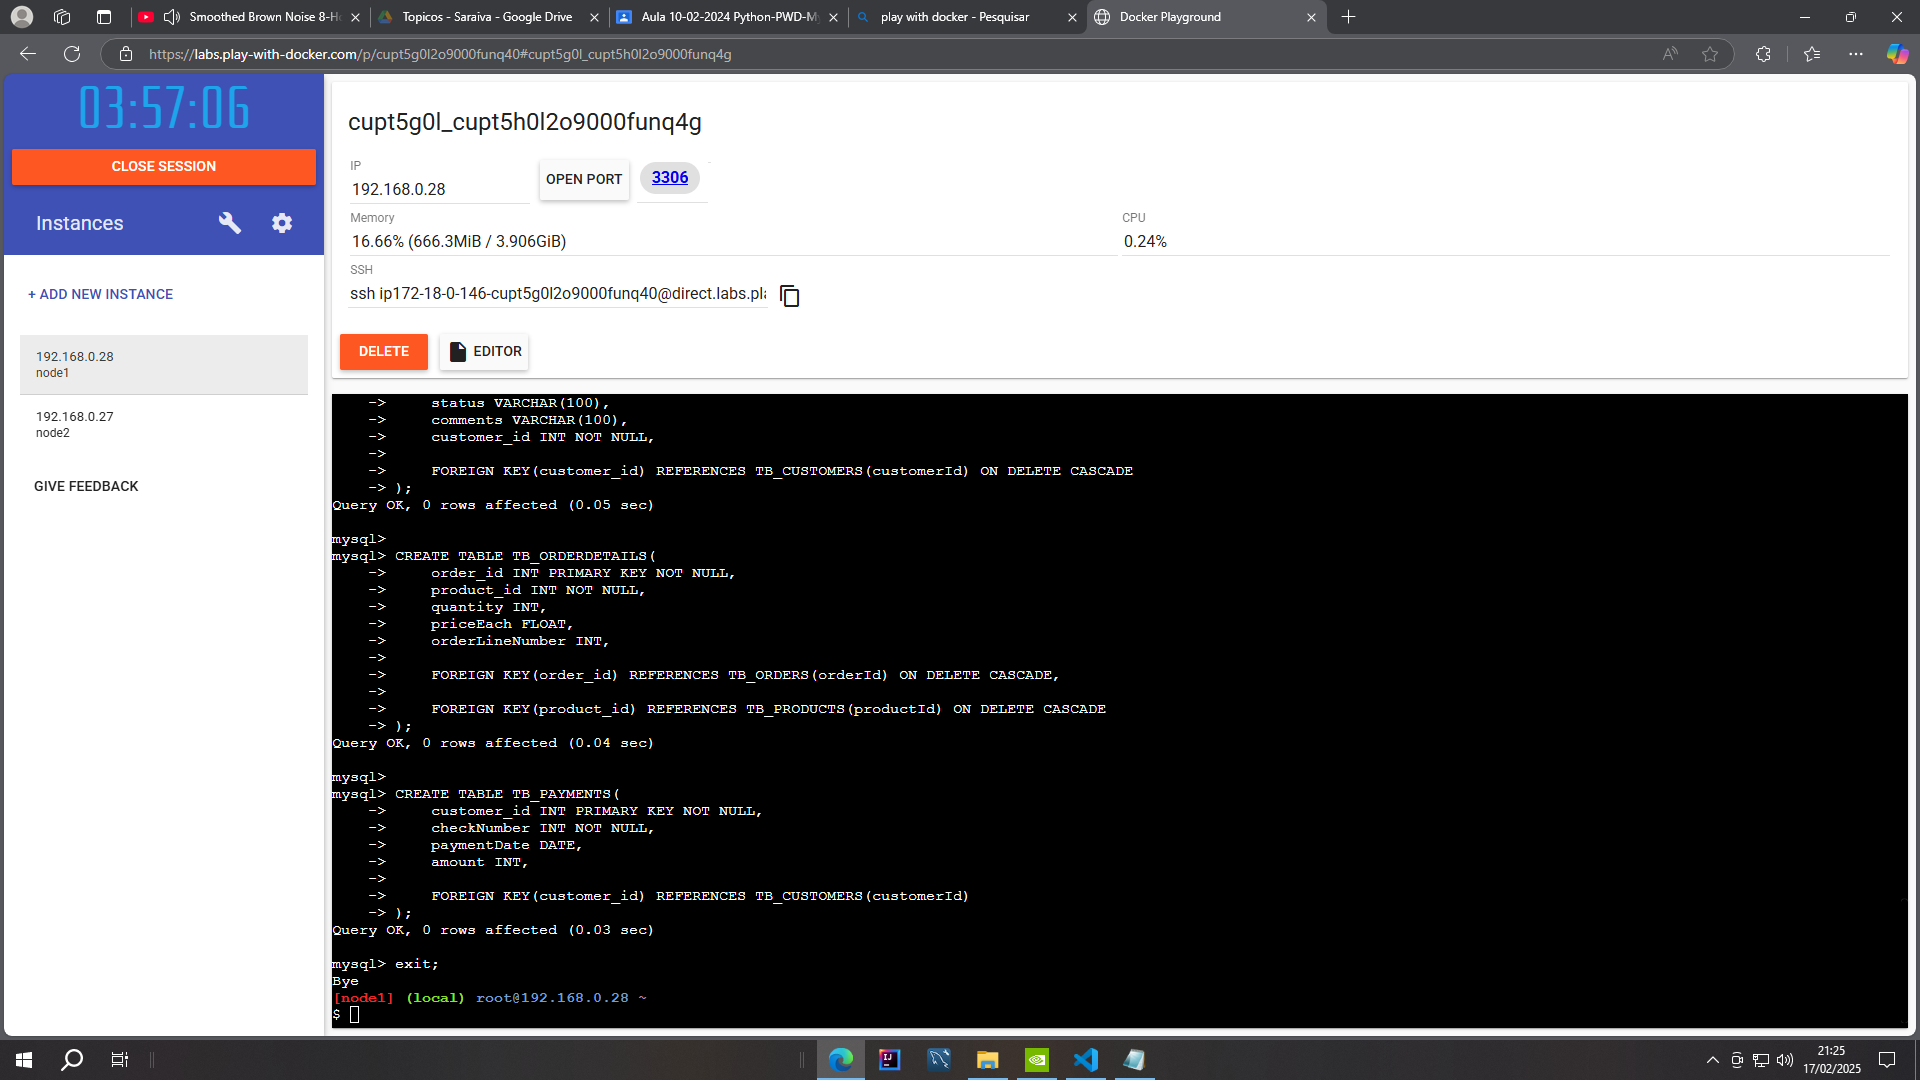 Smoothed Brown Noise 8-H
Topicos - Saraiva - Google Drive
Aula 10-02-2024 Python-PWD-M
play with docker - Pesquisar
Docker Playground
https://labs.play-with-docker.com/p/cupt5g0l2o9000funq40#cupt5g0l_cupt5h0l2o9000funq4g
03:57:06
CLOSE SESSION
Instances
+ ADD NEW INSTANCE
192.168.0.28
node1
192.168.0.27
node2
GIVE FEEDBACK
cupt5g0l_cupt5h0l2o9000funq4g
IP
192.168.0.28
OPEN PORT
3306
Memory
16.66% (666.3MiB / 3.906GiB)
CPU
0.24%
SSH
ssh ip172-18-0-146-cupt5g0l2o9000funq40@direct.labs.pla
DELETE
EDITOR
    ->     status VARCHAR(100),
    ->     comments VARCHAR(100),
    ->     customer_id INT NOT NULL,
    ->
    ->     FOREIGN KEY(customer_id) REFERENCES TB_CUSTOMERS(customerId) ON DELETE CASCADE
    -> );
Query OK, 0 rows affected (0.05 sec)
mysql>
mysql> CREATE TABLE TB_ORDERDETAILS(
    ->     order_id INT PRIMARY KEY NOT NULL,
    ->     product_id INT NOT NULL,
    ->     quantity INT,
    ->     priceEach FLOAT,
    ->     orderLineNumber INT,
    ->
    ->     FOREIGN KEY(order_id) REFERENCES TB_ORDERS(orderId) ON DELETE CASCADE,
    ->
    ->     FOREIGN KEY(product_id) REFERENCES TB_PRODUCTS(productId) ON DELETE CASCADE
    -> );
Query OK, 0 rows affected (0.04 sec)
mysql>
mysql> CREATE TABLE TB_PAYMENTS(
    ->     customer_id INT PRIMARY KEY NOT NULL,
    ->     checkNumber INT NOT NULL,
    ->     paymentDate DATE,
    ->     amount INT,
    ->
    ->     FOREIGN KEY(customer_id) REFERENCES TB_CUSTOMERS(customerId)
    -> );
Query OK, 0 rows affected (0.03 sec)
mysql> exit;
Bye
[node1] (local) root@192.168.0.28 ~
$
21:25
17/02/2025